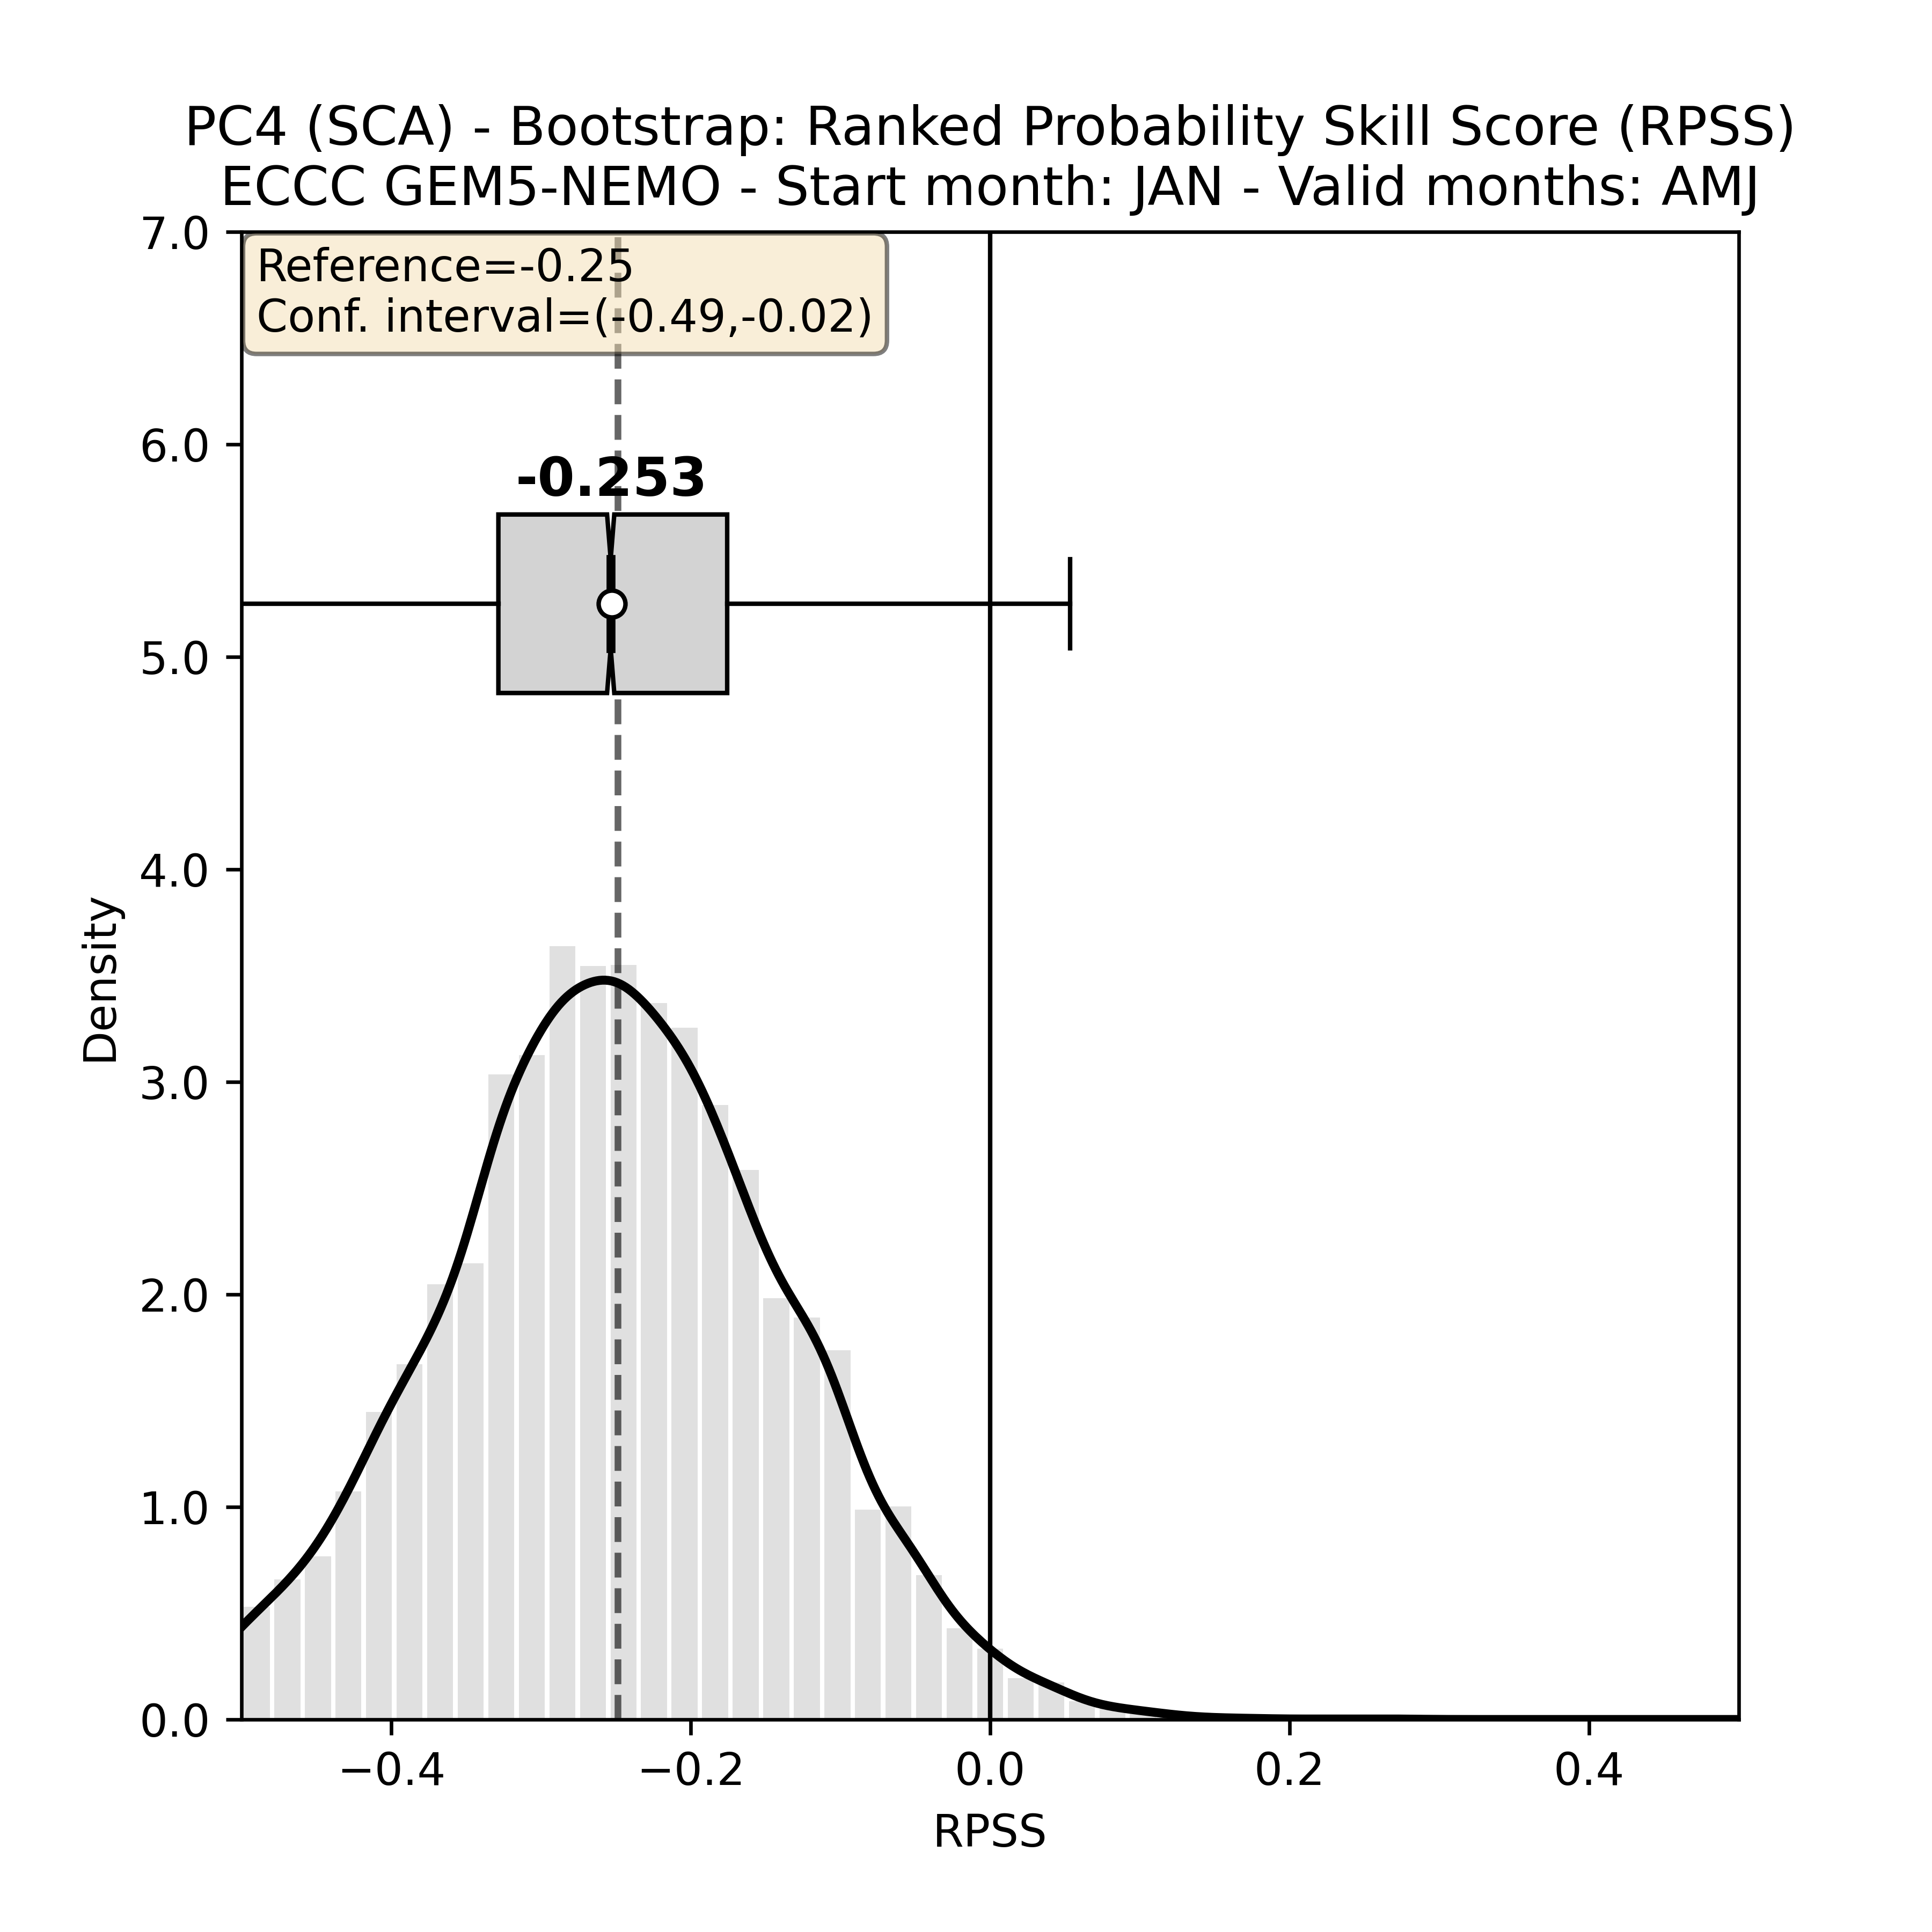 PC4 (SCA) - Bootstrap: Ranked Probability Skill Score (RPSS)
ECCC GEM5-NEMO - Start month: JAN - Valid months: AMJ
7.0
Reference=-0.25
Conf. interval=(-0.49,-0.02)
6.0
-0.253
5.0
4.0
Density
3.0
2.0
1.0
0.0
−0.4 −0.2 0.0 0.2 0.4
RPSS